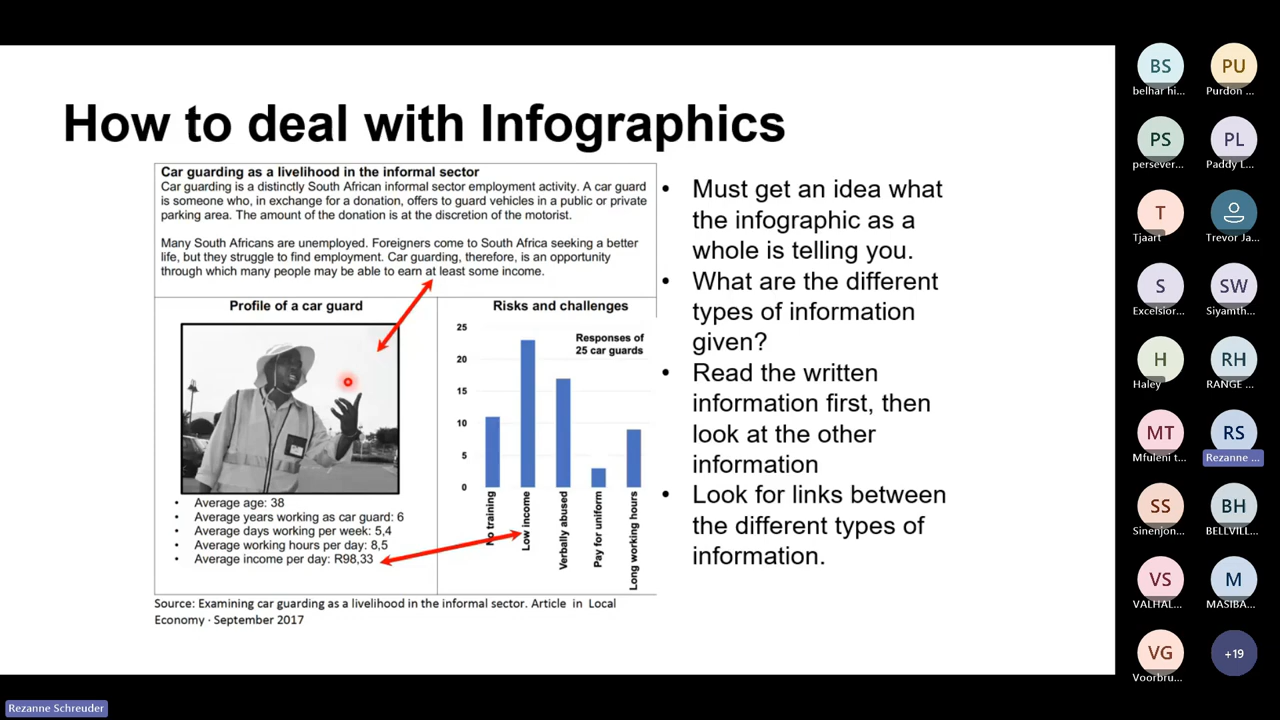 How to deal with Infographics
Car guarding as a livelihood in the informal sector
Car guarding is a distinctly South African informal sector employment activity. A car guard
is someone who, in exchange for a donation, offers to guard vehicles in a public or private
parking area. The amount of the donation is at the discretion of the motorist.
Many South Africans are unemployed. Foreigners come to South Africa seeking a better
life, but they struggle to find employment. Car guarding, therefore, is an opportunity
through which many people may be able to earn at least some income.
Profile of a car guard
• Average age: 38
• Average years working as car guard: 6
• Average days working per week: 5,4
• Average working hours per day: 8,5
• Average income per day: R98,33
Risks and challenges
Responses of
25 car guards
25
20
15
10
5
0
No training
Low income
Verbally abused
Pay for uniform
Long working hours
Source: Examining car guarding as a livelihood in the informal sector. Article in Local
Economy · September 2017
• Must get an idea what
the infographic as a
whole is telling you.
• What are the different
types of information
given?
• Read the written
information first, then
look at the other
information
• Look for links between
the different types of
information.
BS
belhar hi...
PU
Purdon ...
PS
persever...
PL
Paddy L...
T
Tjaart
Trevor Ja...
S
Excelsior...
SW
Siyamth...
H
Haley
RH
RANGE ...
MT
Mfuleni t...
RS
Rezanne ...
SS
Sinenjon...
BH
BELLVILL...
VS
VALHAL...
M
MASIBA...
VG
Voorbru...
+19
Rezanne Schreuder